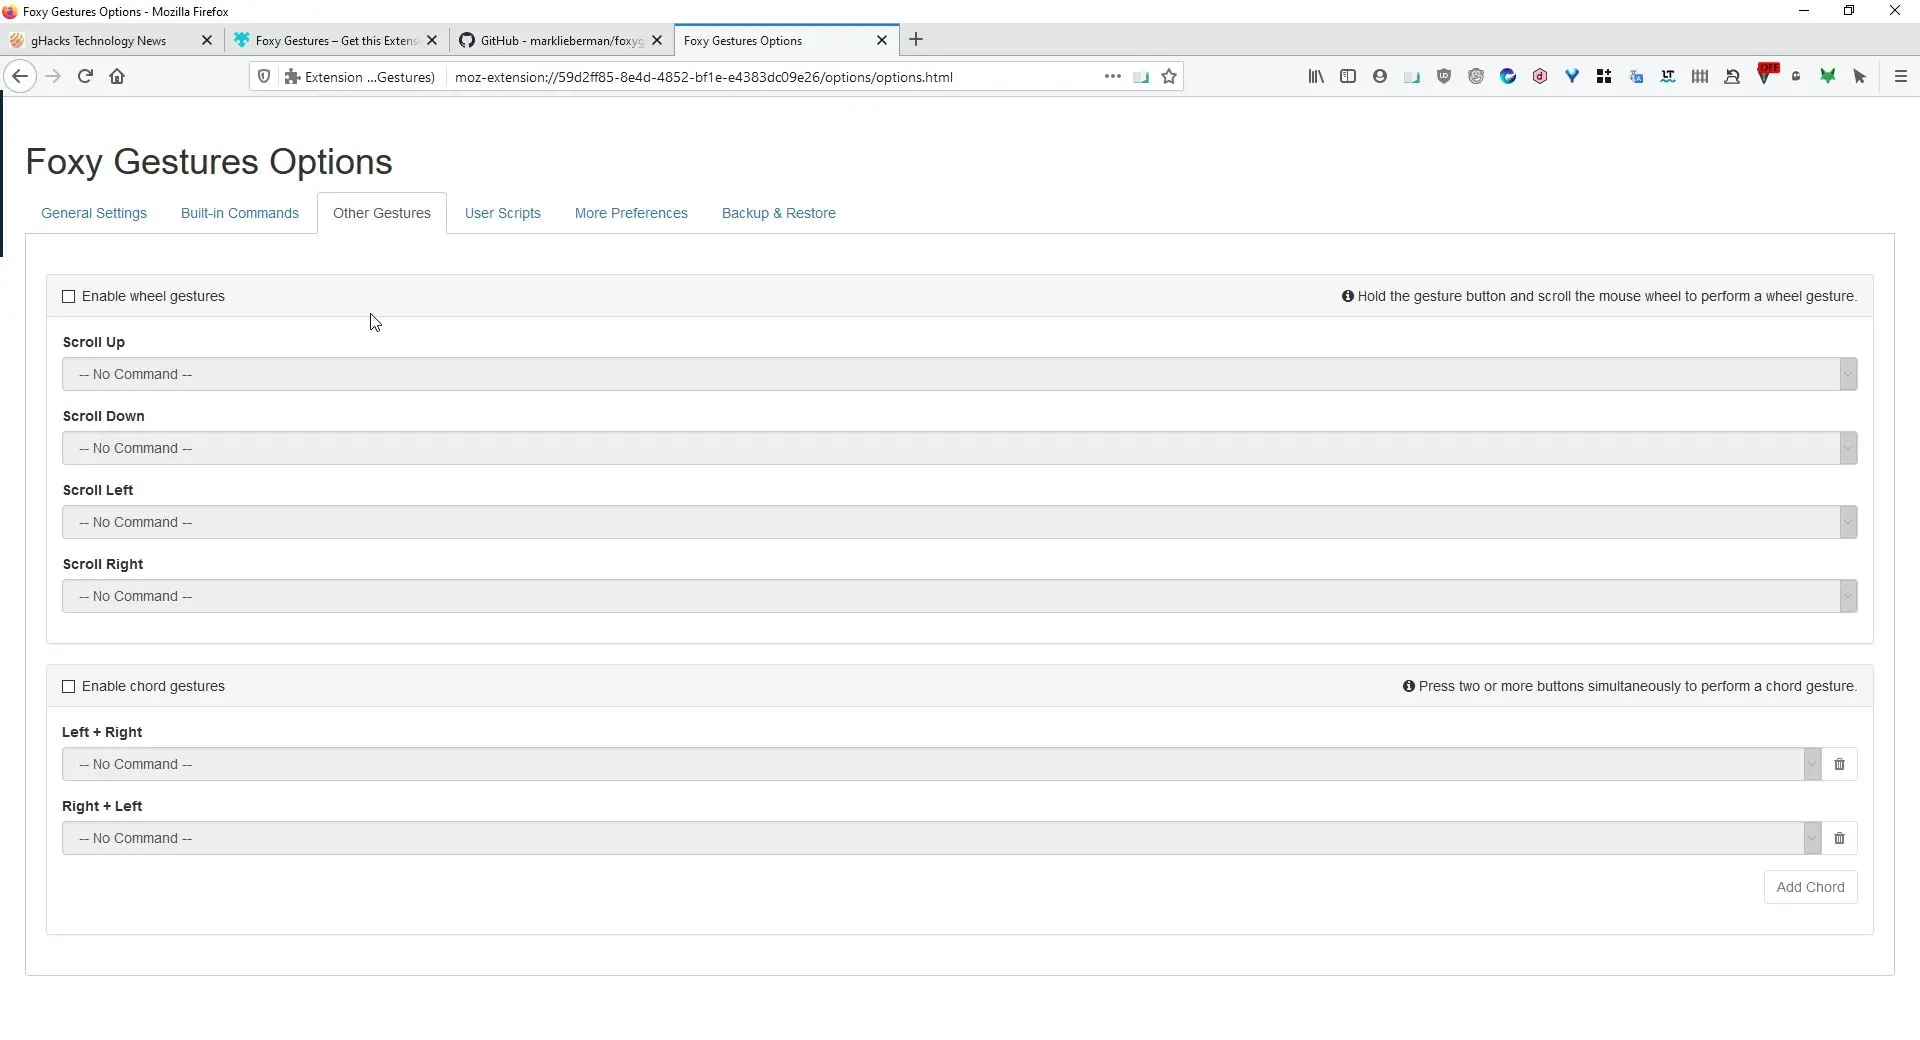 Foxy Gestures Options - Mozilla Firefox
gHacks Technology News
Foxy Gestures – Get this Extens
GitHub - marklieberman/foxyg
Foxy Gestures Options
Extension ...Gestures)
moz-extension://59d2ff85-8e4d-4852-bf1e-e4383dc09e26/options/options.html
OFF
Foxy Gestures Options
General Settings
Built-in Commands
Other Gestures
User Scripts
More Preferences
Backup & Restore
Enable wheel gestures
Hold the gesture button and scroll the mouse wheel to perform a wheel gesture.
Scroll Up
-- No Command --
Scroll Down
-- No Command --
Scroll Left
-- No Command --
Scroll Right
-- No Command --
Enable chord gestures
Press two or more buttons simultaneously to perform a chord gesture.
Left + Right
-- No Command --
Right + Left
-- No Command --
Add Chord